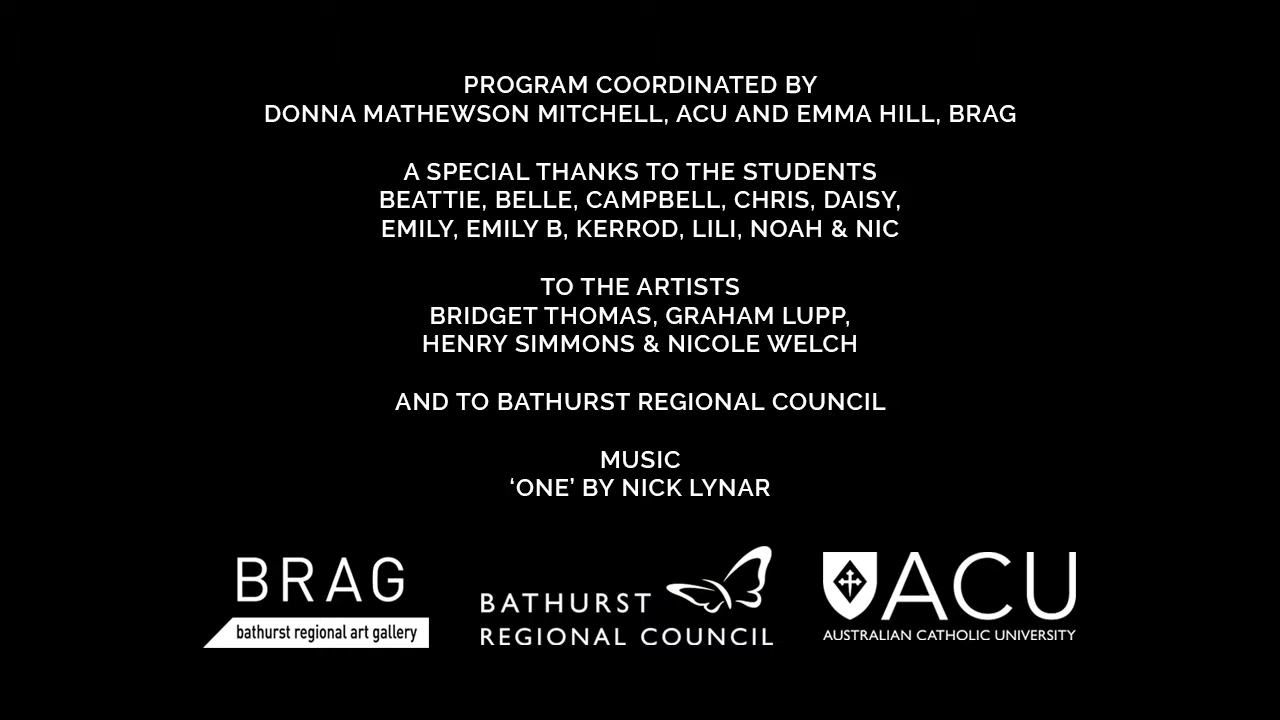 PROGRAM COORDINATED BY
DONNA MATHEWSON MITCHELL, ACU AND EMMA HILL, BRAG
A SPECIAL THANKS TO THE STUDENTS
BEATTIE, BELLE, CAMPBELL, CHRIS, DAISY,
EMILY, EMILY B, KERROD, LILI, NOAH & NIC
TO THE ARTISTS
BRIDGET THOMAS, GRAHAM LUPP,
HENRY SIMMONS & NICOLE WELCH
AND TO BATHURST REGIONAL COUNCIL
MUSIC
‘ONE’ BY NICK LYNAR
BRAG
bathurst regional art gallery
BATHURST
REGIONAL COUNCIL
ACU
AUSTRALIAN CATHOLIC UNIVERSITY